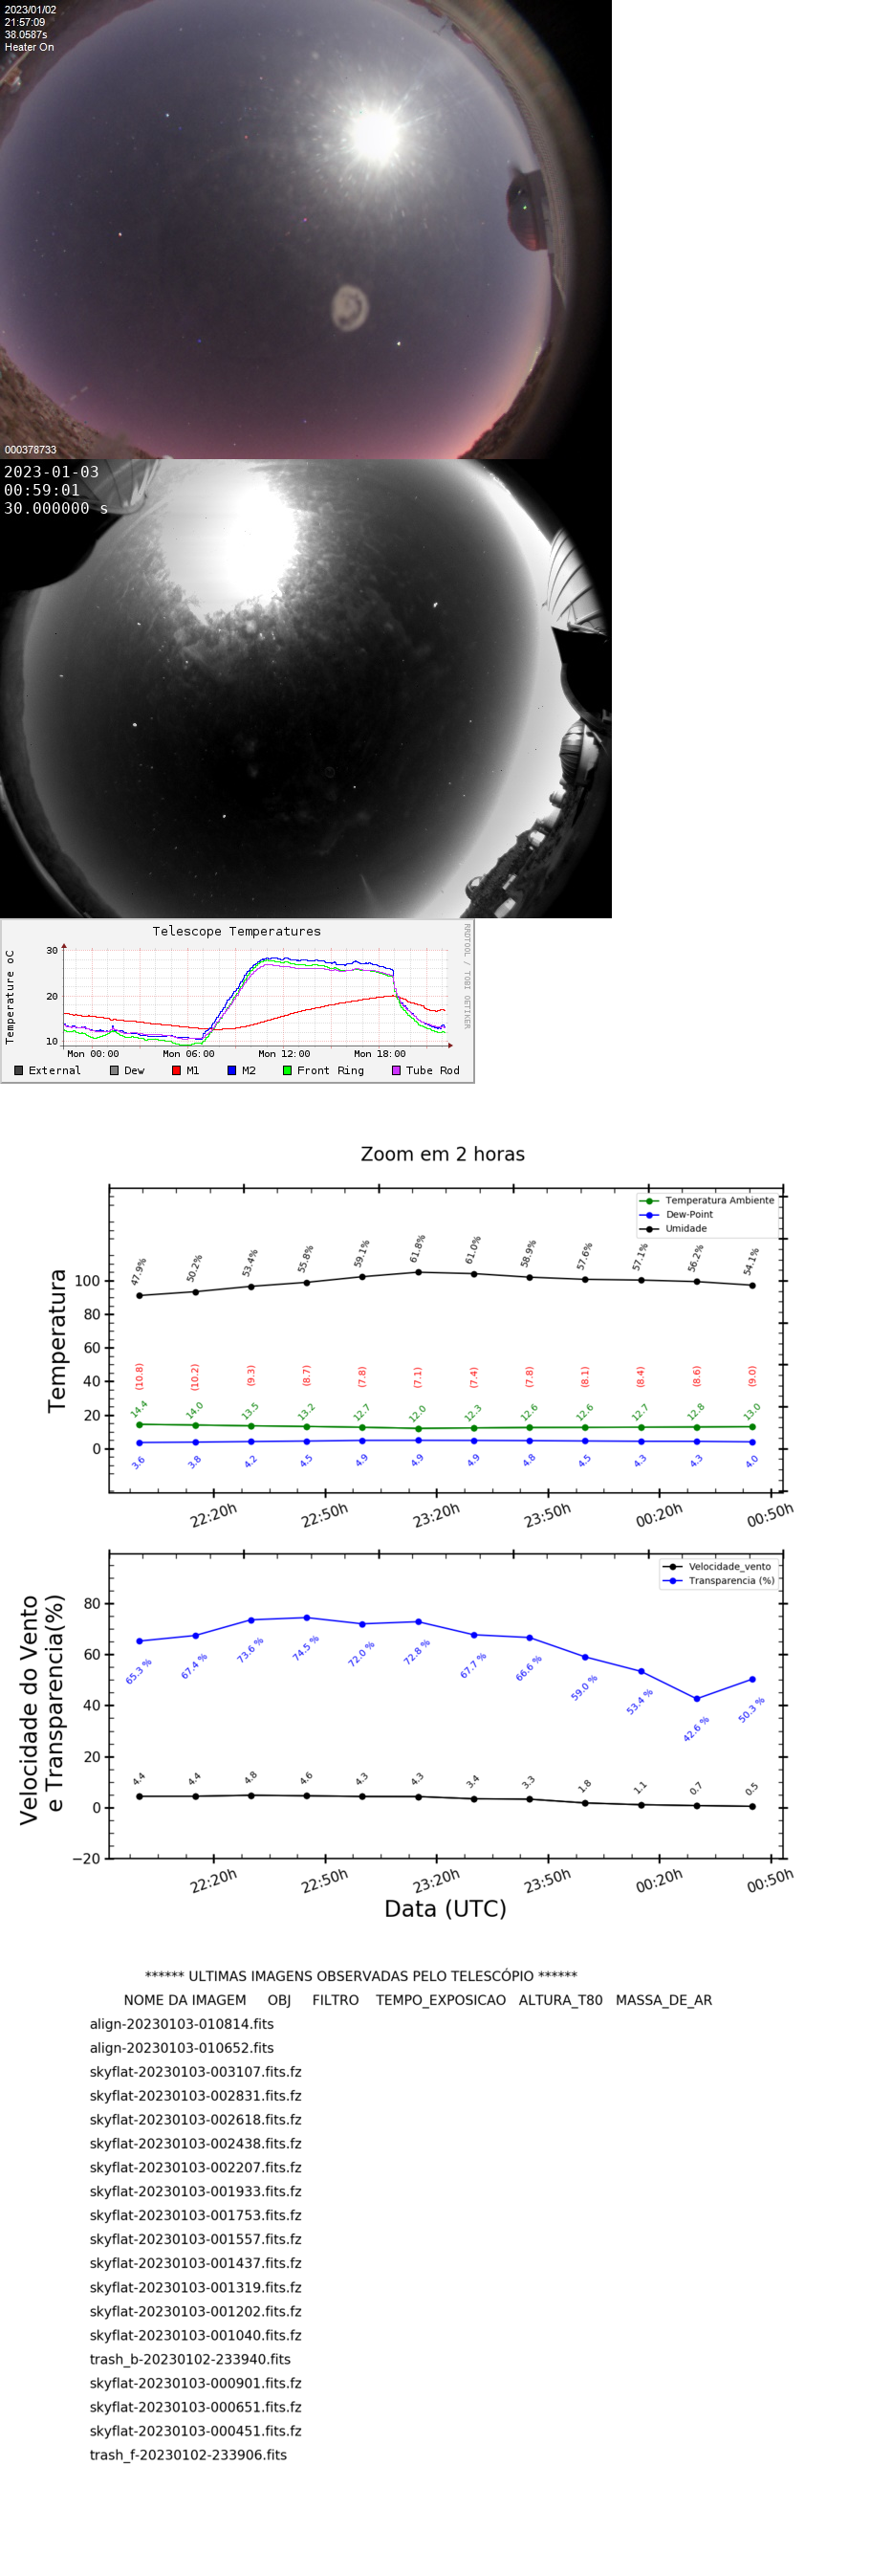 2023/01/02
21:57:09
38.0587s
Heater On
000378733
2023-01-03
00:59:01
30.000000 s
Telescope Temperatures
RRDTOOL / TOBI OETIKER
Temperature oC
30
20
10
Mon 00:00 Mon 06:00 Mon 12:00 Mon 18:00
External Dew M1 M2 Front Ring Tube Rod
Zoom em 2 horas
Temperatura Ambiente
Dew-Point
Umidade
Temperatura
100
80
60
40
20
0
47.9% 50.2% 53.4% 55.8% 59.1% 61.8% 61.0% 58.9% 57.6% 57.1% 56.2% 54.1%
(10.8) (10.2) (9.3) (8.7) (7.8) (7.1) (7.4) (7.8) (8.1) (8.4) (8.6) (9.0)
14.4 14.0 13.5 13.2 12.7 12.0 12.3 12.6 12.6 12.7 12.8 13.0
3.6 3.8 4.2 4.5 4.9 4.9 4.9 4.8 4.5 4.3 4.3 4.0
22:20h 22:50h 23:20h 23:50h 00:20h 00:50h
Velocidade_vento
Transparencia (%)
Velocidade do Vento
e Transparencia(%)
80
60
40
20
0
−20
65.3 % 67.4 % 73.6 % 74.5 % 72.0 % 72.8 % 67.7 % 66.6 % 59.0 % 53.4 % 42.6 % 50.3 %
4.4 4.4 4.8 4.6 4.3 4.3 3.4 3.3 1.8 1.1 0.7 0.5
22:20h 22:50h 23:20h 23:50h 00:20h 00:50h
Data (UTC)
****** ULTIMAS IMAGENS OBSERVADAS PELO TELESCÓPIO ******
NOME DA IMAGEM OBJ FILTRO TEMPO_EXPOSICAO ALTURA_T80 MASSA_DE_AR
align-20230103-010814.fits
align-20230103-010652.fits
skyflat-20230103-003107.fits.fz
skyflat-20230103-002831.fits.fz
skyflat-20230103-002618.fits.fz
skyflat-20230103-002438.fits.fz
skyflat-20230103-002207.fits.fz
skyflat-20230103-001933.fits.fz
skyflat-20230103-001753.fits.fz
skyflat-20230103-001557.fits.fz
skyflat-20230103-001437.fits.fz
skyflat-20230103-001319.fits.fz
skyflat-20230103-001202.fits.fz
skyflat-20230103-001040.fits.fz
trash_b-20230102-233940.fits
skyflat-20230103-000901.fits.fz
skyflat-20230103-000651.fits.fz
skyflat-20230103-000451.fits.fz
trash_f-20230102-233906.fits